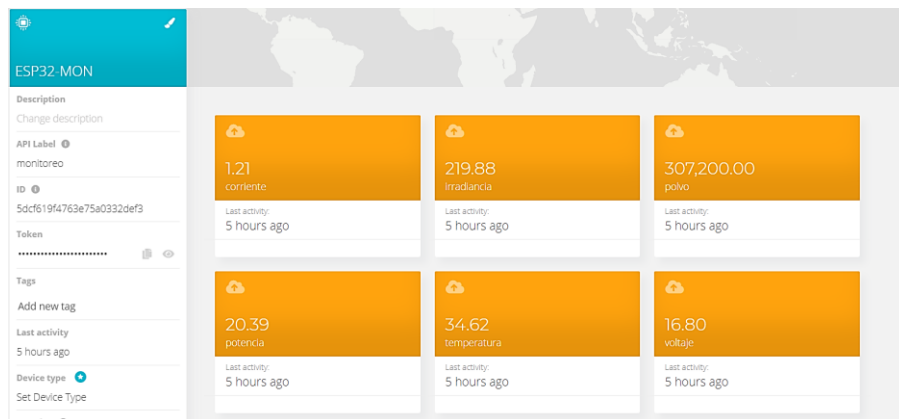 ESP32-MON
Description
Change description
API Label
monitoreo
ID
5dcf619f4763e75a0332def3
Token
••••••••••••••••••••••••
Tags
Add new tag
Last activity
5 hours ago
Device type
Set Device Type
1.21
corriente
Last activity:
5 hours ago
219.88
Irradiancia
Last activity:
5 hours ago
307,200.00
polvo
Last activity:
5 hours ago
20.39
potencia
Last activity:
5 hours ago
34.62
temperatura
Last activity:
5 hours ago
16.80
voltaje
Last activity:
5 hours ago